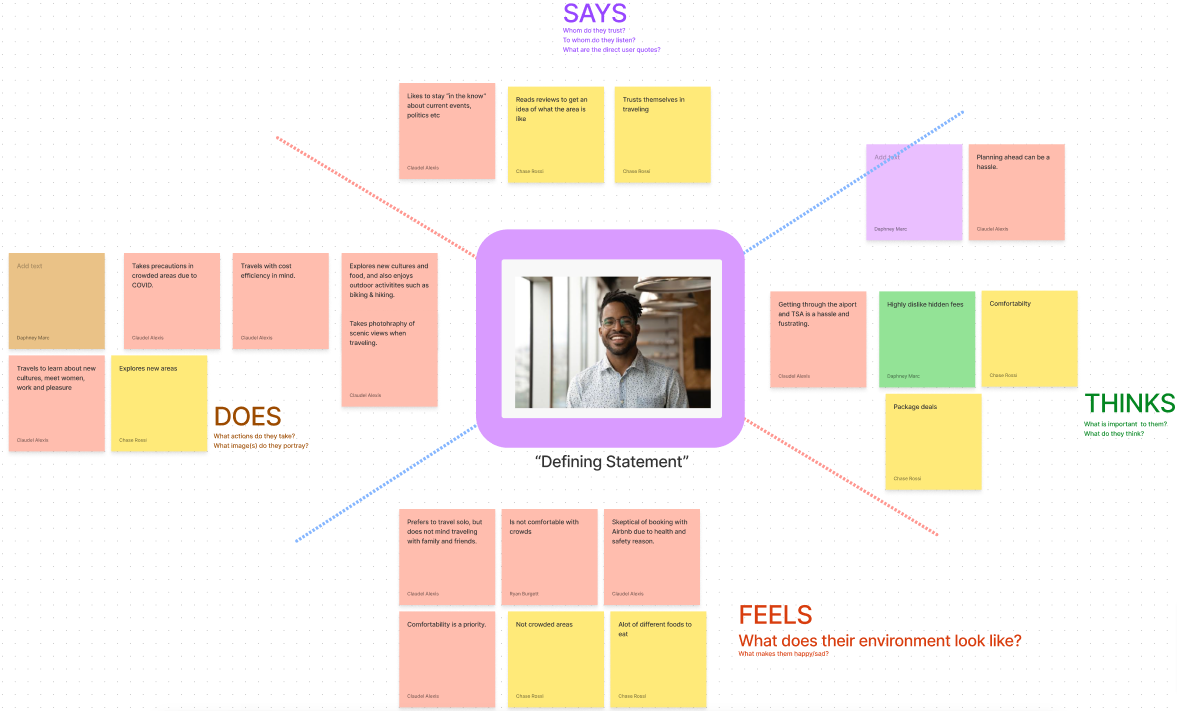 SAYS
Whom do they trust?
To whom do they listen?
What are the direct user quotes?
Likes to stay "in the know"
about current events,
politics etc
Claudel Alexis
Reads reviews to get an
idea of what the area is
like
Chase Rossi
Trusts themselves in
traveling
Chase Rossi
Add text
Daphney Marc
Planning ahead can be a
hassle.
Claudel Alexis
Add text
Daphney Marc
Takes precautions in
crowded areas due to
COVID.
Claudel Alexis
Travels with cost
efficiency in mind.
Claudel Alexis
Explores new cultures and
food, and also enjoys
outdoor activitites such as
biking & hiking.
Takes photohraphy of
scenic views when
traveling.
Claudel Alexis
Travels to learn about new
cultures, meet women,
work and pleasure
Claudel Alexis
Explores new areas
Chase Rossi
DOES
What actions do they take?
What image(s) do they portray?
Getting through the aiport
and TSA is a hassle and
fustrating.
Claudel Alexis
Highly dislike hidden fees
Daphney Marc
Comfortabilty
Chase Rossi
Package deals
Chase Rossi
THINKS
What is important to them?
What do they think?
"Defining Statement"
Prefers to travel solo, but
does not mind traveling
with family and friends.
Claudel Alexis
Is not comfortable with
crowds
Ryan Burgett
Skeptical of booking with
Airbnb due to health and
safety reason.
Claudel Alexis
Comfortability is a priority.
Claudel Alexis
Not crowded areas
Chase Rossi
Alot of different foods to
eat
Chase Rossi
FEELS
What does their environment look like?
What makes them happy/sad?